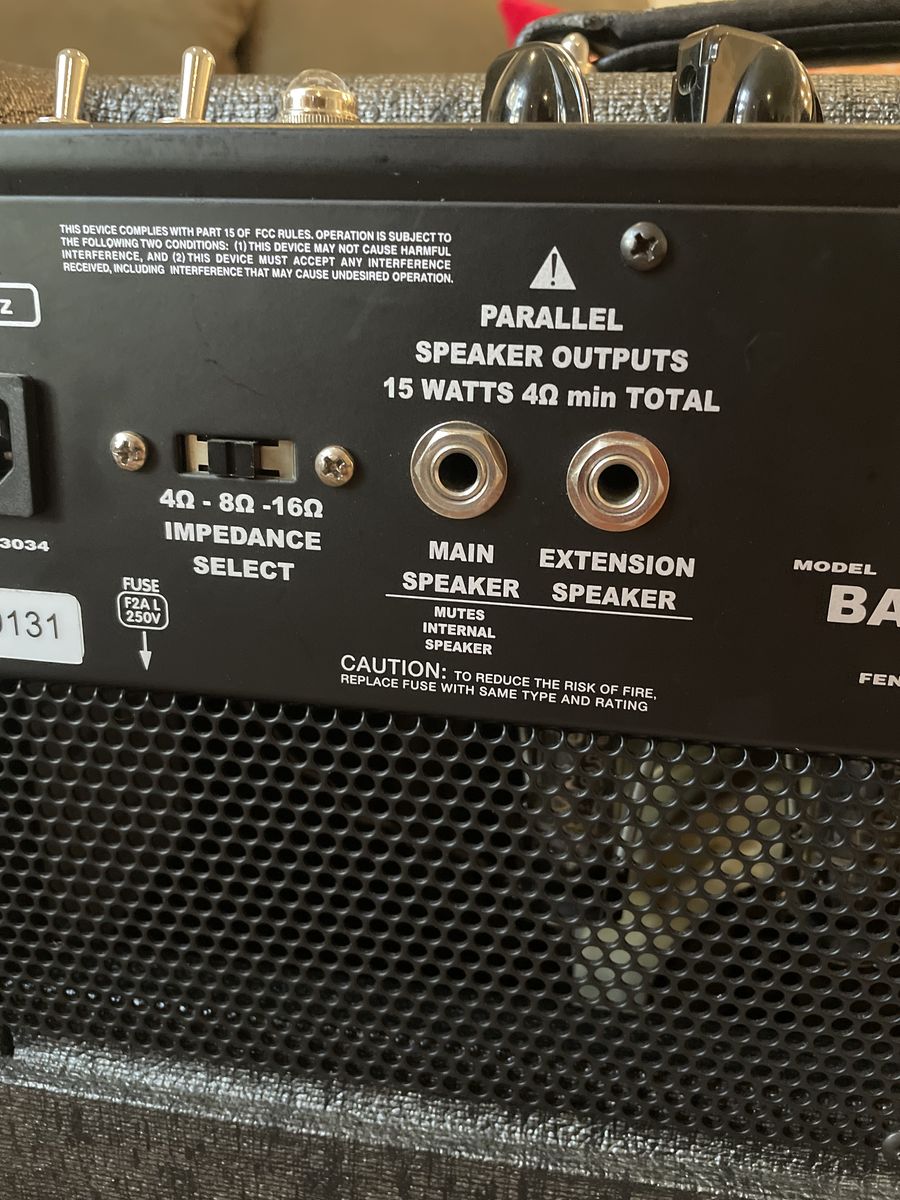 THIS DEVICE COMPLIES WITH PART 15 OF FCC RULES. OPERATION IS SUBJECT TO
THE FOLLOWING TWO CONDITIONS: (1) THIS DEVICE MAY NOT CAUSE HARMFUL
INTERFERENCE, AND (2) THIS DEVICE MUST ACCEPT ANY INTERFERENCE
RECEIVED, INCLUDING INTERFERENCE THAT MAY CAUSE UNDESIRED OPERATION.
Z
PARALLEL
SPEAKER OUTPUTS
15 WATTS 4Ω min TOTAL
4Ω - 8Ω -16Ω
IMPEDANCE
SELECT
3034
MAIN
SPEAKER
EXTENSION
SPEAKER
MUTES
INTERNAL
SPEAKER
FUSE
F2A L
250V
0131
CAUTION: TO REDUCE THE RISK OF FIRE,
REPLACE FUSE WITH SAME TYPE AND RATING
MODEL
BA
FEN